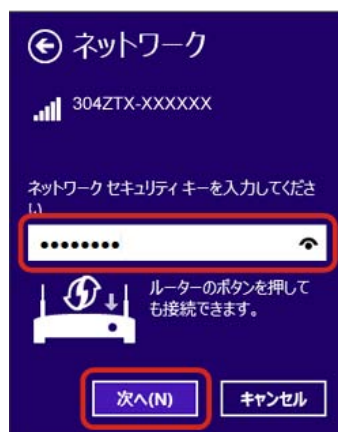 ネットワーク
304ZTX-XXXXXX
ネットワーク セキュリティ キーを入力してくださ
い
••••••••
ルーターのボタンを押して
も接続できます。
次へ(N)
キャンセル